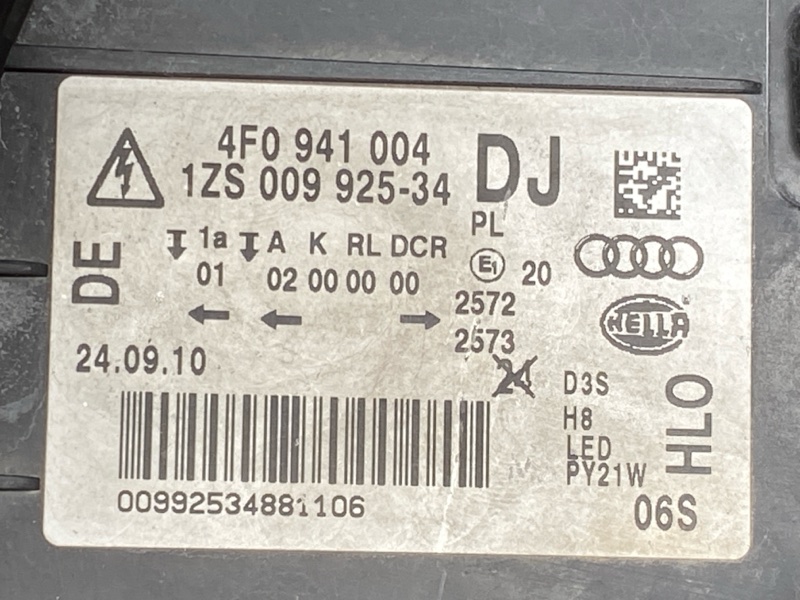 4F0 941 004
1ZS 009 925-34
DJ
PL
DE
1a A K RL DCR
01 02 00 00 00
E1 20
2572
2573
24
HELLA
24.09.10
D3S
H8
LED
PY21W
HLO
00992534881106
06S